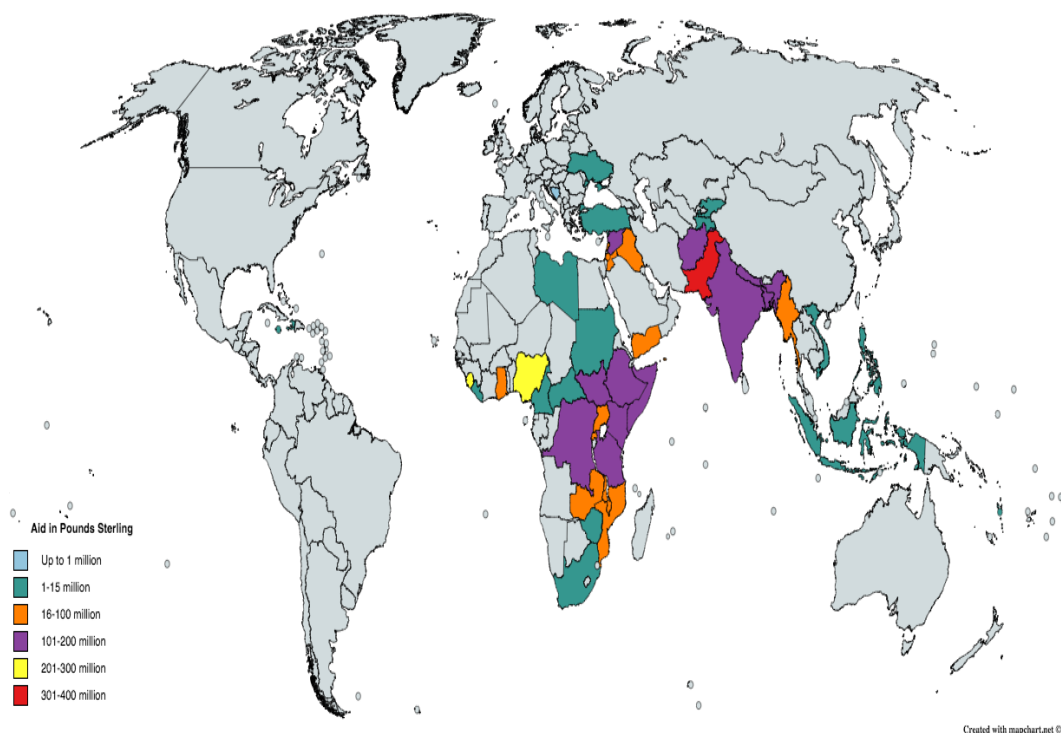 Aid in Pounds Sterling
Up to 1 million
1-15 million
16-100 million
101-200 million
201-300 million
301-400 million
Created with mapchart.net ©